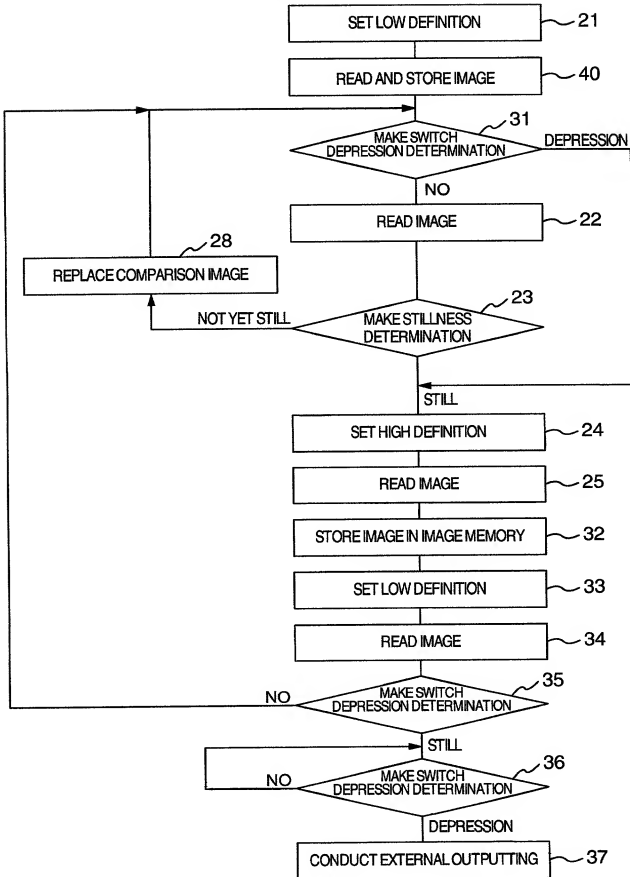 SET LOW DEFINITION
21
READ AND STORE IMAGE
40
31
MAKE SWITCH
DEPRESSION DETERMINATION
DEPRESSION
NO
READ IMAGE
22
28
REPLACE COMPARISON IMAGE
23
NOT YET STILL
MAKE STILLNESS
DETERMINATION
STILL
SET HIGH DEFINITION
24
READ IMAGE
25
STORE IMAGE IN IMAGE MEMORY
32
SET LOW DEFINITION
33
READ IMAGE
34
35
NO
MAKE SWITCH
DEPRESSION DETERMINATION
STILL
36
NO
MAKE SWITCH
DEPRESSION DETERMINATION
DEPRESSION
CONDUCT EXTERNAL OUTPUTTING
37